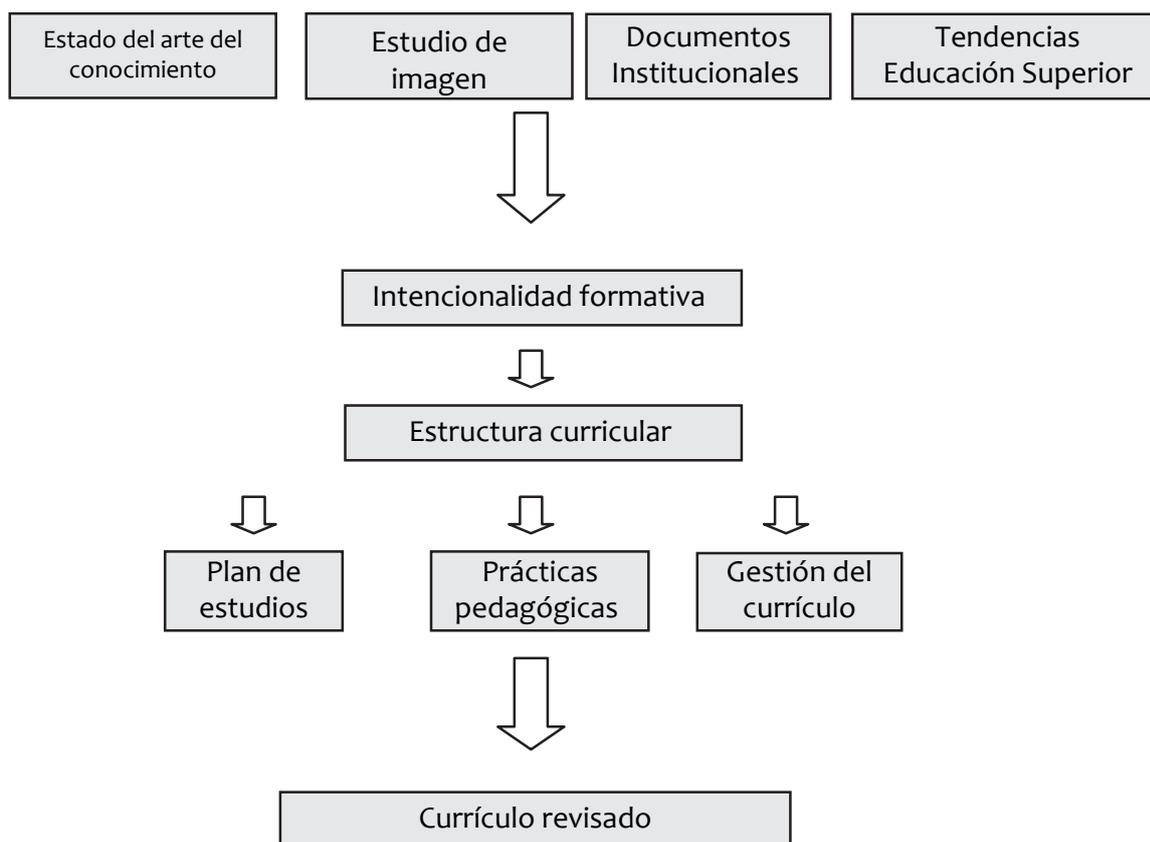 Estado del arte del
conocimiento
Estudio de
imagen
Documentos
Institucionales
Tendencias
Educación Superior
Intencionalidad formativa
Estructura curricular
Plan de
estudios
Prácticas
pedagógicas
Gestión del
currículo
Currículo revisado